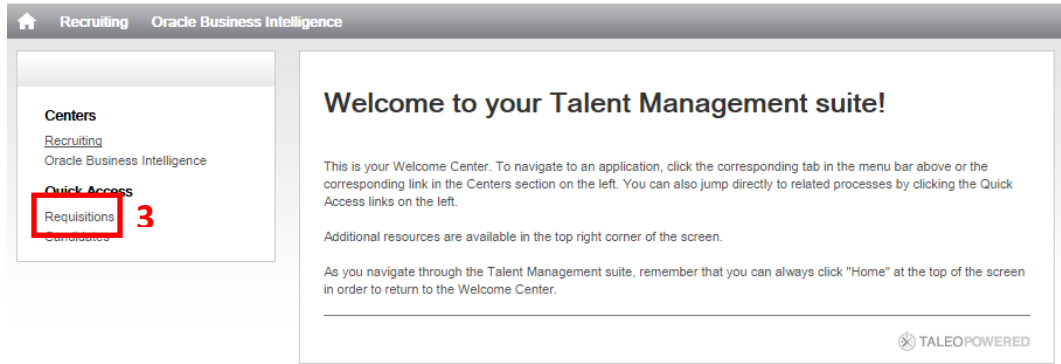 Recruiting Oracle Business Intelligence
Centers
Recruiting
Oracle Business Intelligence
Quick Access
Requisitions 3
Candidates
Welcome to your Talent Management suite!
This is your Welcome Center. To navigate to an application, click the corresponding tab in the menu bar above or the
corresponding link in the Centers section on the left. You can also jump directly to related processes by clicking the Quick
Access links on the left.
Additional resources are available in the top right corner of the screen.
As you navigate through the Talent Management suite, remember that you can always click "Home" at the top of the screen
in order to return to the Welcome Center.
TALEOPOWERED